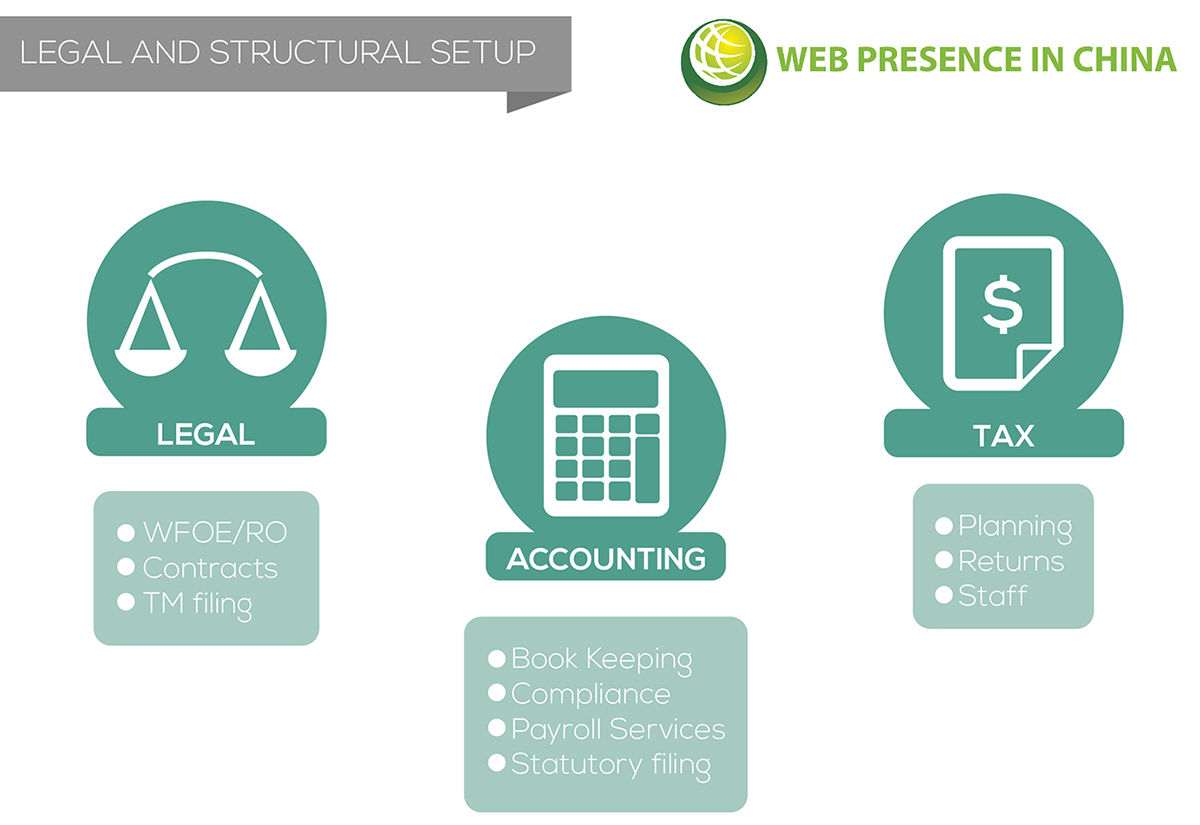 LEGAL AND STRUCTURAL SETUP
WEB PRESENCE IN CHINA
LEGAL
WFOE/RO
Contracts
TM filing
ACCOUNTING
Book Keeping
Compliance
Payroll Services
Statutory filing
$
TAX
Planning
Returns
Staff